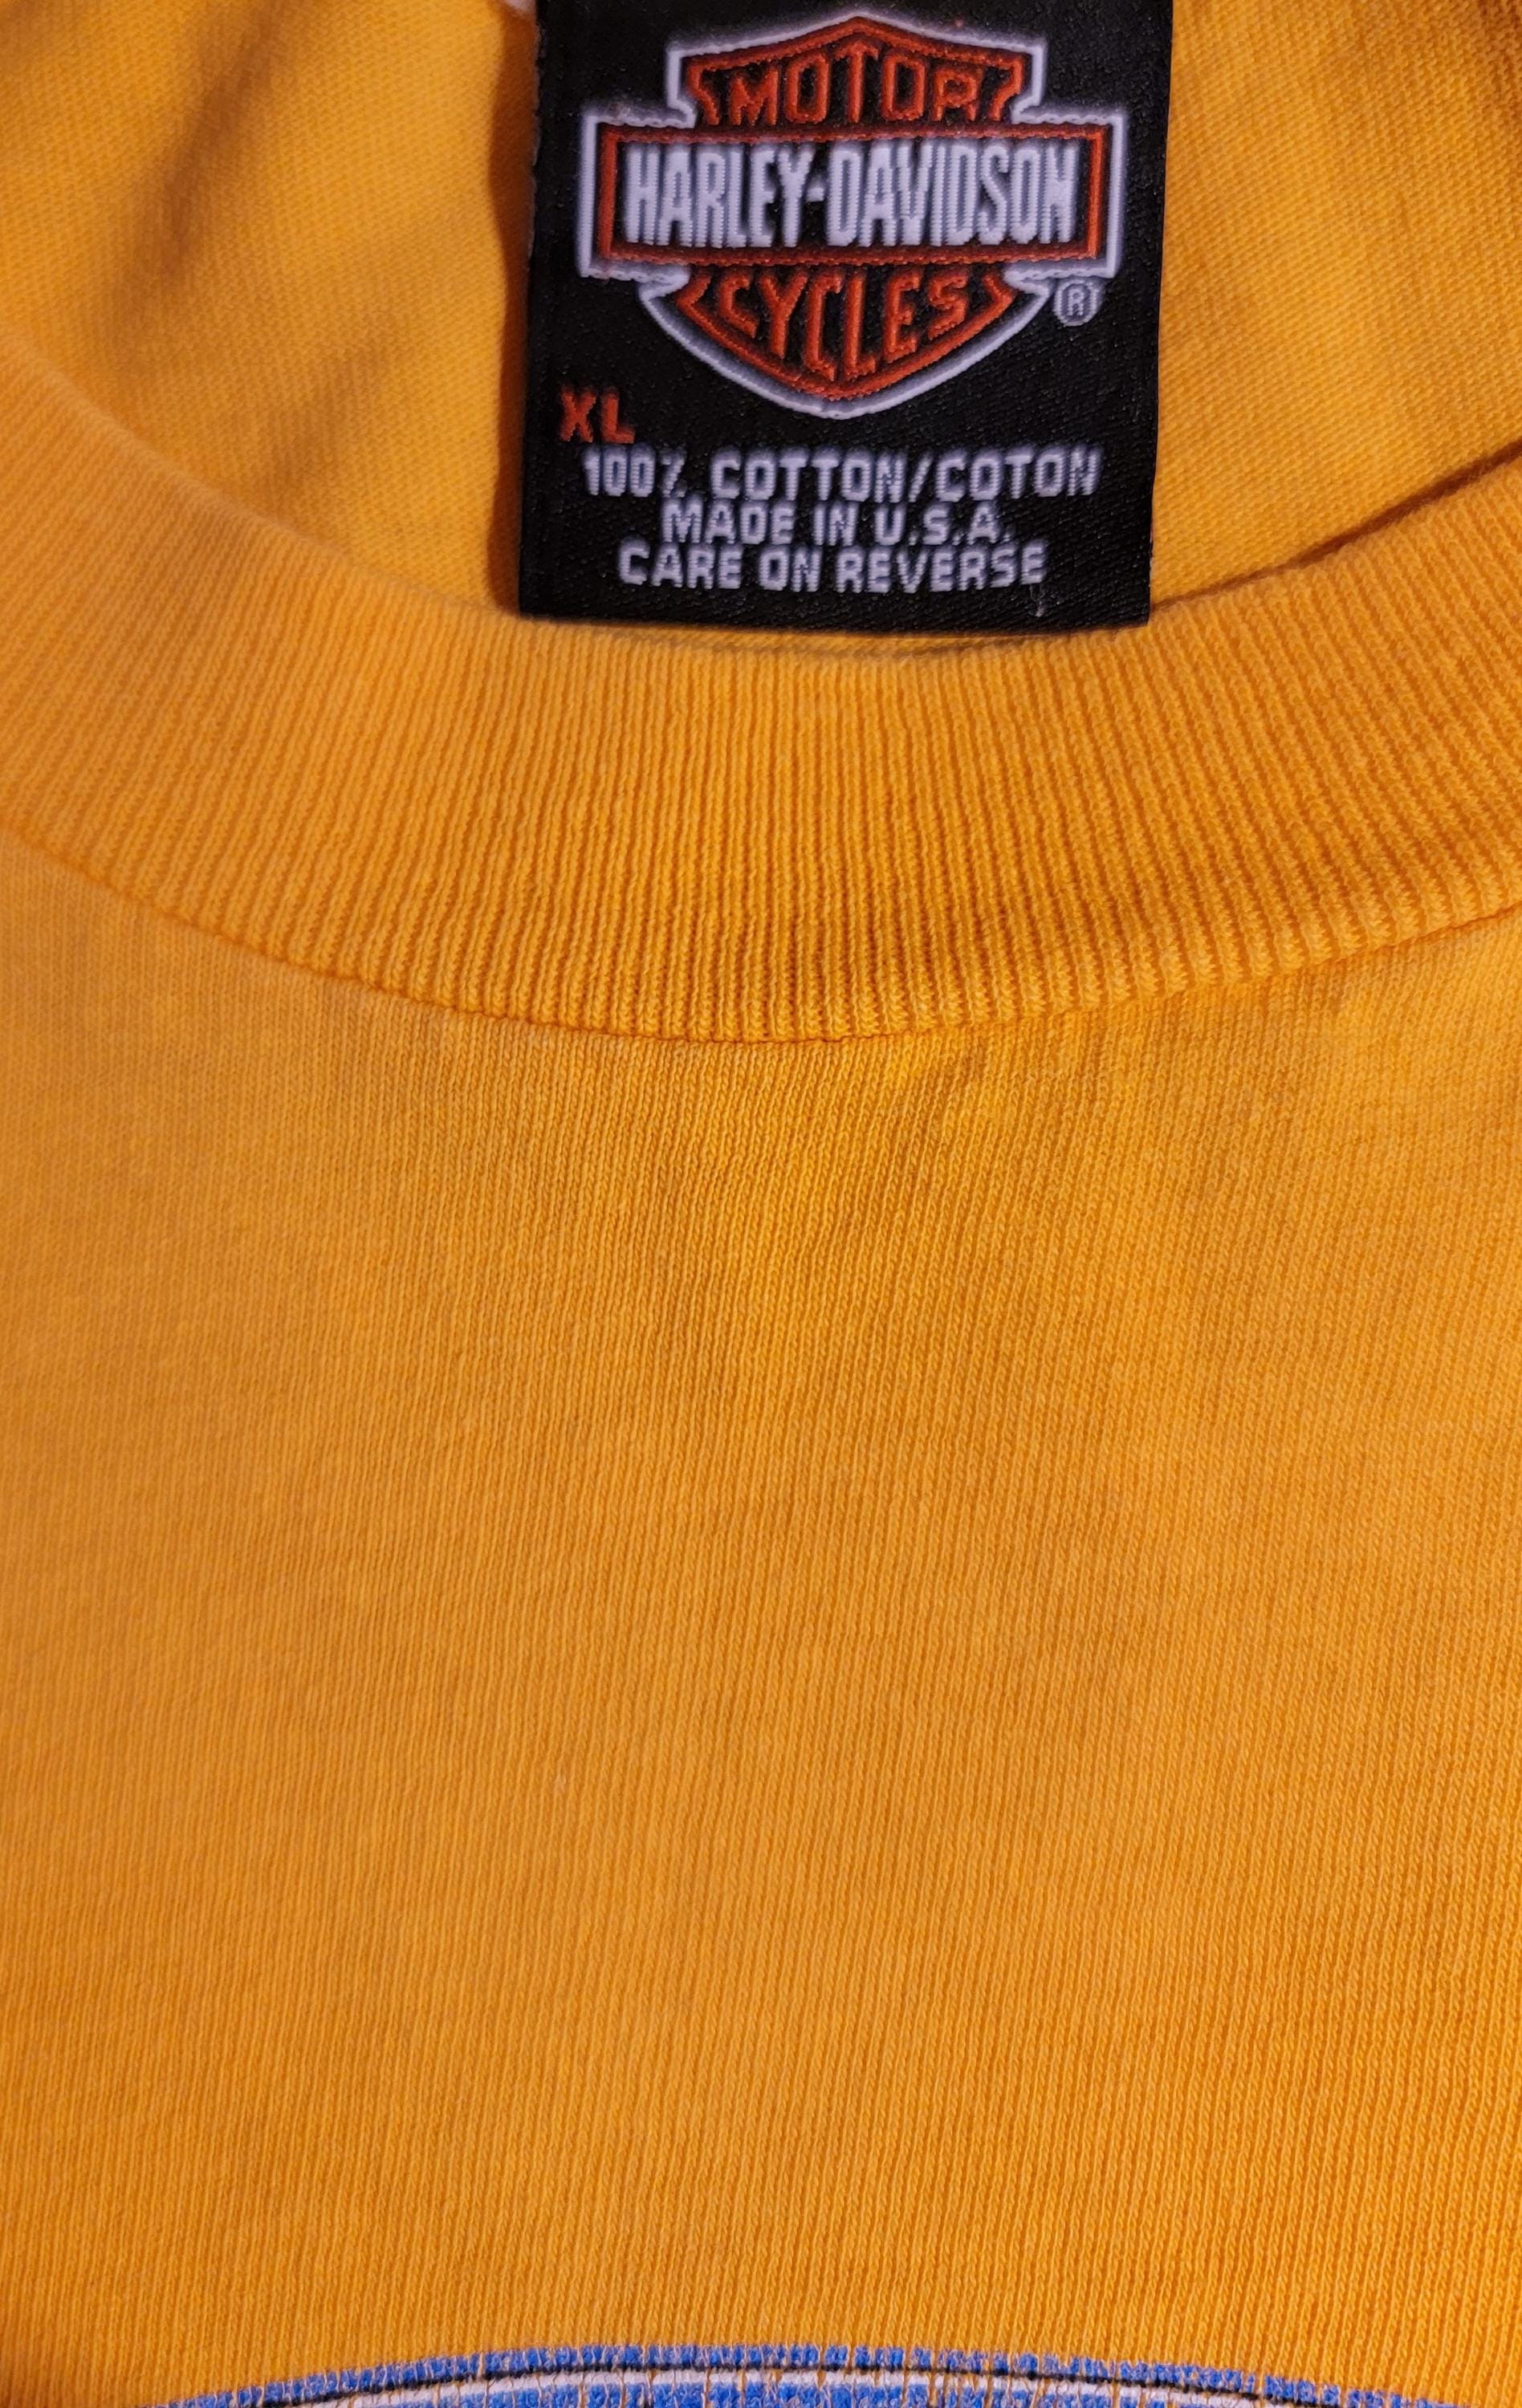 MOTOR
HARLEY-DAVIDSON
CYCLES
®
XL
100% COTTON/COTON
MADE IN U.S.A.
CARE ON REVERSE